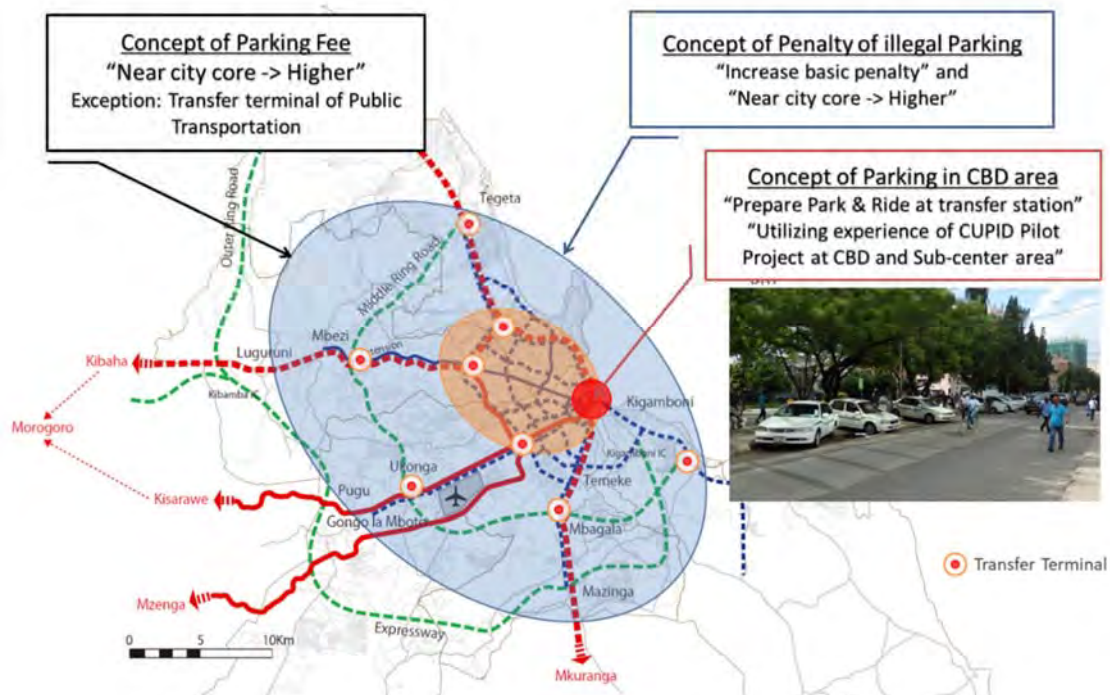 Concept of Parking Fee
“Near city core -> Higher”
Exception: Transfer terminal of Public
Transportation
Concept of Penalty of illegal Parking
“Increase basic penalty” and
“Near city core -> Higher”
Concept of Parking in CBD area
“Prepare Park & Ride at transfer station”
“Utilizing experience of CUPID Pilot
Project at CBD and Sub-center area”
Tegeta
Outer Ring Road
Middle Ring Road
Mbezi
Luguruni
Kibaha
Kibamba IC
Morogoro
Kigamboni
Kigamboni IC
Temeke
Kisarawe
Pugu
Ukonga
Gongo la Mboto
Mbagala
Mazinga
Mzenga
Expressway
Mkuranga
Transfer Terminal
0 5 10Km